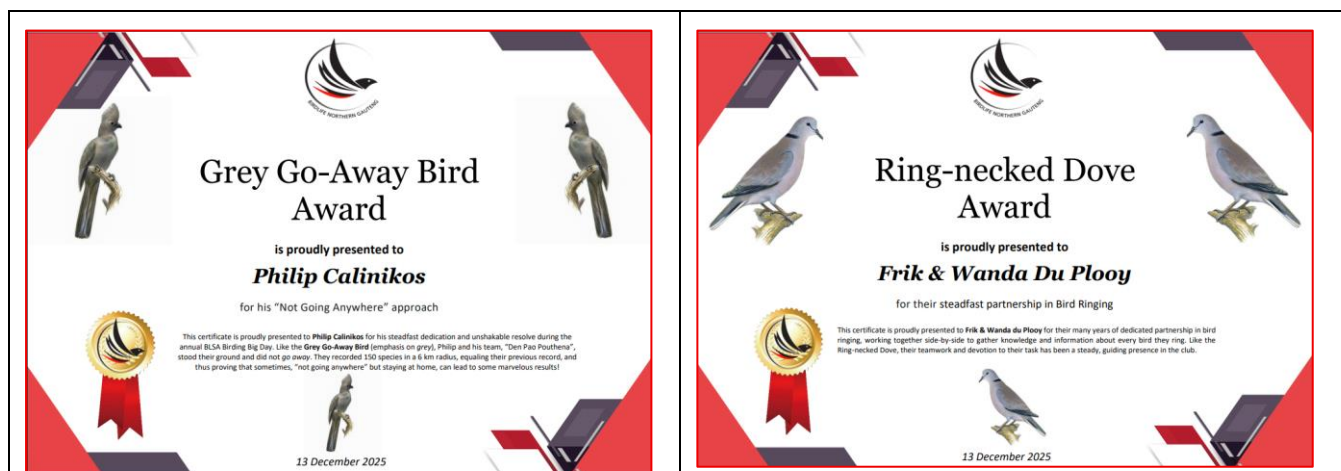 BIRDLIFE NORTHERN GAUTENG
Grey Go-Away Bird
Award
is proudly presented to
Philip Calinikos
for his “Not Going Anywhere” approach
This certificate is proudly presented to Philip Calinikos for his steadfast dedication and unshakable resolve during the
annual BLSA Birding Big Day. Like the Grey Go-Away Bird (emphasis on grey), Philip and his team, “Den Pao Pouthena”,
stood their ground and did not go away. They recorded 150 species in a 6 km radius, equaling their previous record, and
thus proving that sometimes, “not going anywhere” but staying at home, can lead to some marvelous results!
13 December 2025
BIRDLIFE NORTHERN GAUTENG
Ring-necked Dove
Award
is proudly presented to
Frik & Wanda Du Plooy
for their steadfast partnership in Bird Ringing
This certificate is proudly presented to Frik & Wanda du Plooy for their many years of dedicated partnership in bird
ringing, working together side-by-side to gather knowledge and information about every bird they ring. Like the
Ring-necked Dove, their teamwork and devotion to their task has been a steady, guiding presence in the club.
13 December 2025